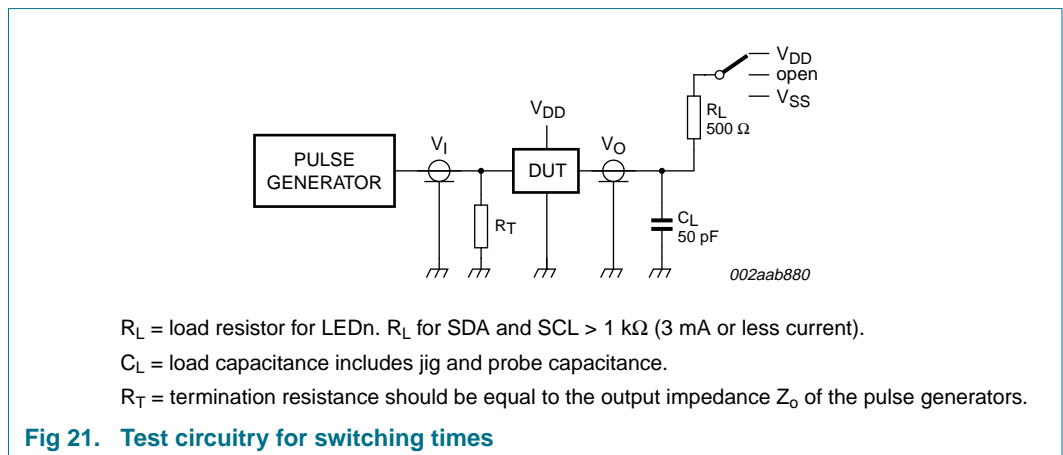 VDD
open
VSS
RL
500 Ω
VDD
VI
VO
PULSE
GENERATOR
DUT
RT
CL
50 pF
002aab880
RL = load resistor for LEDn. RL for SDA and SCL > 1 kΩ (3 mA or less current).
CL = load capacitance includes jig and probe capacitance.
RT = termination resistance should be equal to the output impedance Zo of the pulse generators.
Fig 21. Test circuitry for switching times